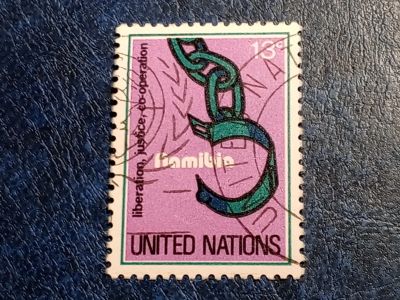 13c
liberation, justice, co-operation
Namibia
UNITED NATIONS